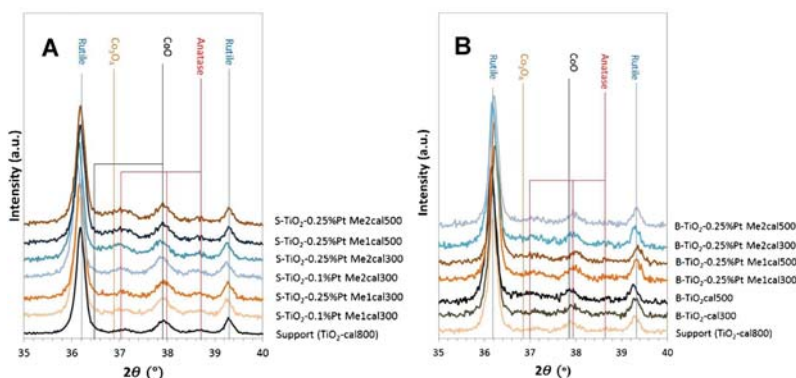 A
Rutile
Co₃O₄
CoO
Anatase
Rutile
Intensity (a.u.)
S-TiO₂-0.25%Pt Me2cal500
S-TiO₂-0.25%Pt Me1cal500
S-TiO₂-0.25%Pt Me2cal300
S-TiO₂-0.1%Pt Me2cal300
S-TiO₂-0.25%Pt Me1cal300
S-TiO₂-0.1%Pt Me1cal300
Support (TiO₂-cal800)
35 36 37 38 39 40
2θ (°)
B
Rutile
Co₃O₄
CoO
Anatase
Rutile
Intensity (a.u.)
B-TiO₂-0.25%Pt Me2cal500
B-TiO₂-0.25%Pt Me2cal300
B-TiO₂-0.25%Pt Me1cal500
B-TiO₂-0.25%Pt Me1cal300
B-TiO₂cal500
B-TiO₂-cal300
Support (TiO₂-cal800)
35 36 37 38 39 40
2θ (°)